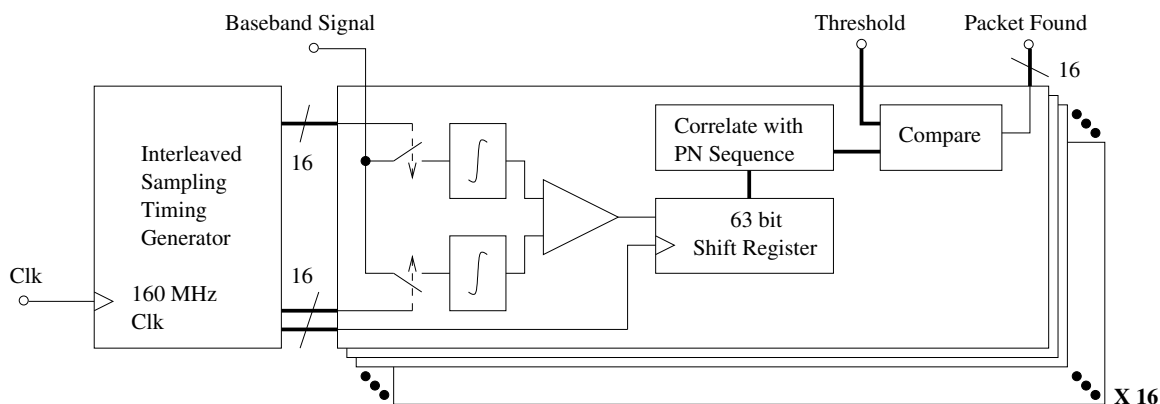 Baseband Signal
Threshold
Packet Found
16
16
Interleaved
Sampling
Timing
Generator
Correlate with
PN Sequence
Compare
63 bit
Shift Register
16
Clk
160 MHz
Clk
X 16